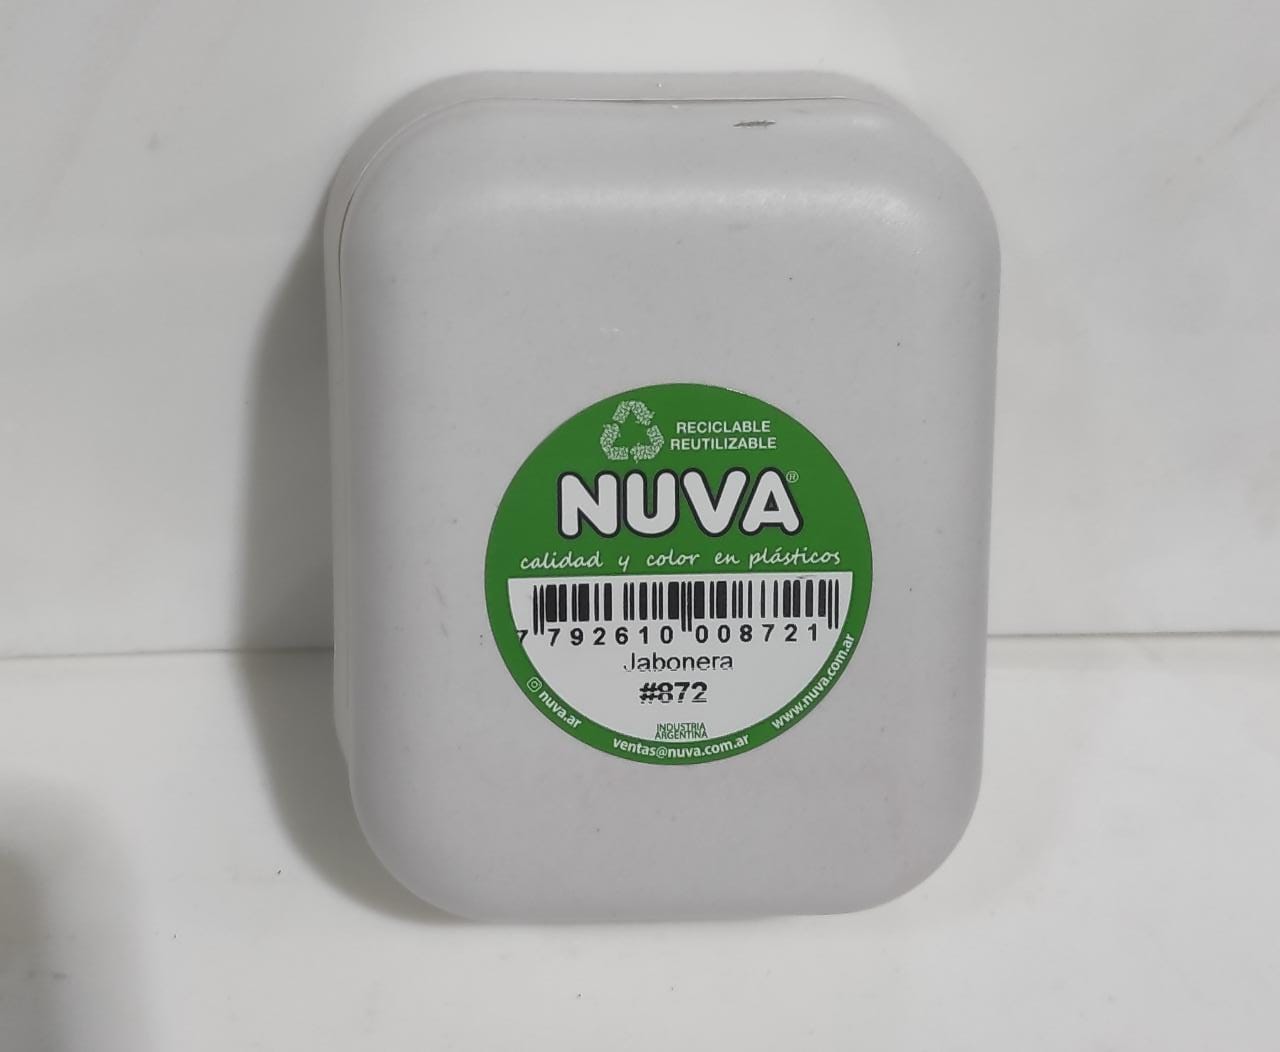 RECICLABLE
REUTILIZABLE
NUVA®
calidad y color en plásticos
7 792610 008721
Jabonera
#872
INDUSTRIA
ARGENTINA
nuva.ar
ventas@nuva.com.ar
www.nuva.com.ar